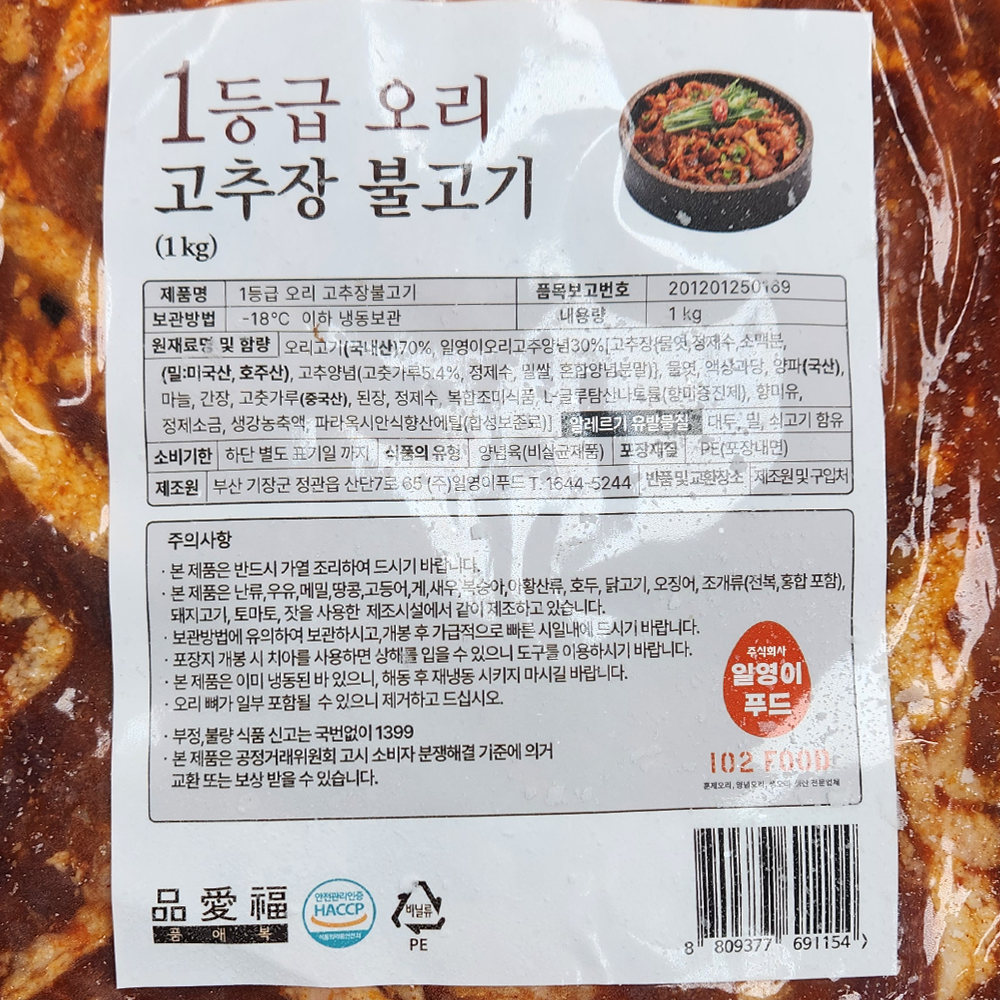 1등급 오리
고추장 불고기
(1 kg)
제품명 1등급 오리 고추장불고기 품목보고번호 201201250189
보관방법 -18℃ 이하 냉동보관 내용량 1 kg
원재료명 및 함량 오리고기(국내산)70%, 일영이오리고추양념30%[고추장{물엿,정제수,소맥분,
(밀:미국산, 호주산), 고추양념(고춧가루5.4%, 정제수, 밀쌀, 혼합양념분말)}, 물엿, 액상과당, 양파(국산),
마늘, 간장, 고춧가루(중국산), 된장, 정제수, 복합조미식품, L-글루탐산나트륨(향미증진제), 향미유,
정제소금, 생강농축액, 파라옥시안식향산에틸(합성보존료)] 알레르기 유발물질 대두, 밀, 쇠고기 함유
소비기한 하단 별도 표기일 까지 식품의 유형 양념육(비살균제품) 포장재질 PE(포장내면)
제조원 부산 기장군 정관읍 산단7로 65 (주)일영이푸드 T. 1644-5244 반품 및 교환장소 제조원 및 구입처
주의사항
· 본 제품은 반드시 가열 조리하여 드시기 바랍니다.
· 본 제품은 난류,우유,메밀,땅콩,고등어,게,새우,복숭아,아황산류, 호두, 닭고기, 오징어, 조개류(전복,홍합 포함),
돼지고기, 토마토, 잣을 사용한 제조시설에서 같이 제조하고 있습니다.
· 보관방법에 유의하여 보관하시고,개봉 후 가급적으로 빠른 시일내에 드시기 바랍니다.
· 포장지 개봉 시 치아를 사용하면 상해를 입을 수 있으니 도구를 이용하시기 바랍니다.
· 본 제품은 이미 냉동된 바 있으니, 해동 후 재냉동 시키지 마시길 바랍니다.
· 오리 뼈가 일부 포함될 수 있으니 제거하고 드십시오.
· 부정,불량 식품 신고는 국번없이 1399
· 본 제품은 공정거래위원회 고시 소비자 분쟁해결 기준에 의거
교환 또는 보상 받을 수 있습니다.
주식회사
알영이
푸드
102 FOOD
훈제오리, 양념오리, 생산 전문업체
品愛福
품애복
안전관리인증
HACCP
비닐류
PE
8 809377 691154